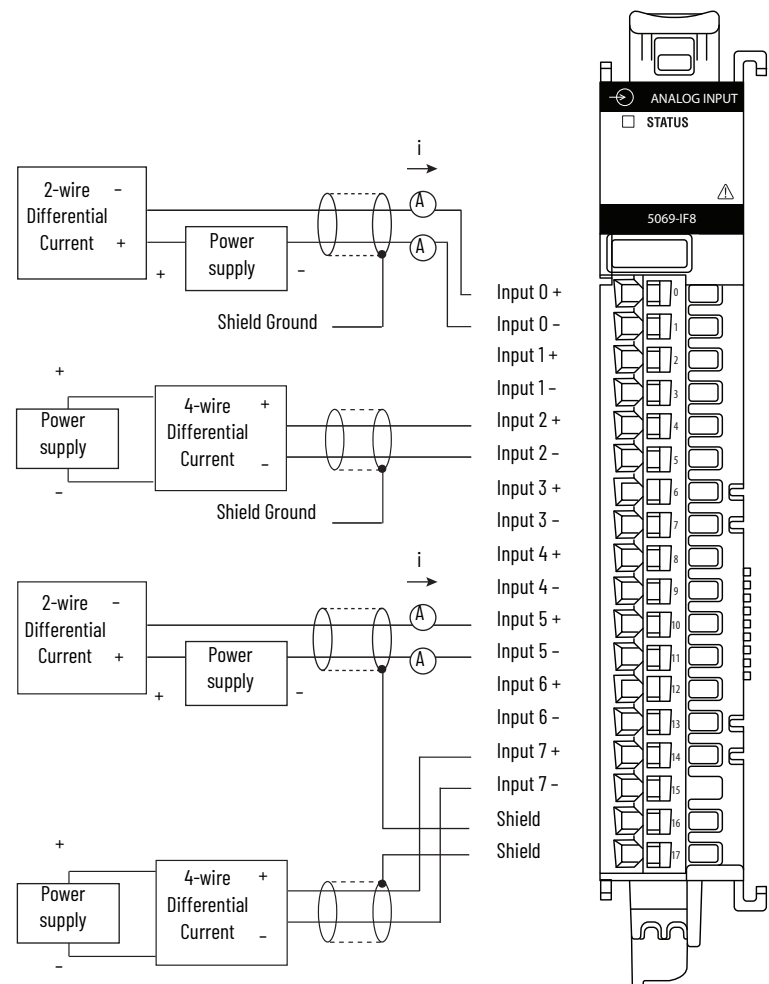 i
2-wire –
Differential
Current +
A
A
Power
supply
+
–
Shield Ground
+
Power
supply
–
4-wire +
Differential
Current –
Shield Ground
i
2-wire –
Differential
Current +
A
A
Power
supply
+
–
+
Power
supply
–
4-wire +
Differential
Current –
Input 0 +
Input 0 –
Input 1 +
Input 1 –
Input 2 +
Input 2 –
Input 3 +
Input 3 –
Input 4 +
Input 4 –
Input 5 +
Input 5 –
Input 6 +
Input 6 –
Input 7 +
Input 7 –
Shield
Shield
ANALOG INPUT
STATUS
5069-IF8
0
1
2
3
4
5
6
7
8
9
10
11
12
13
14
15
16
17